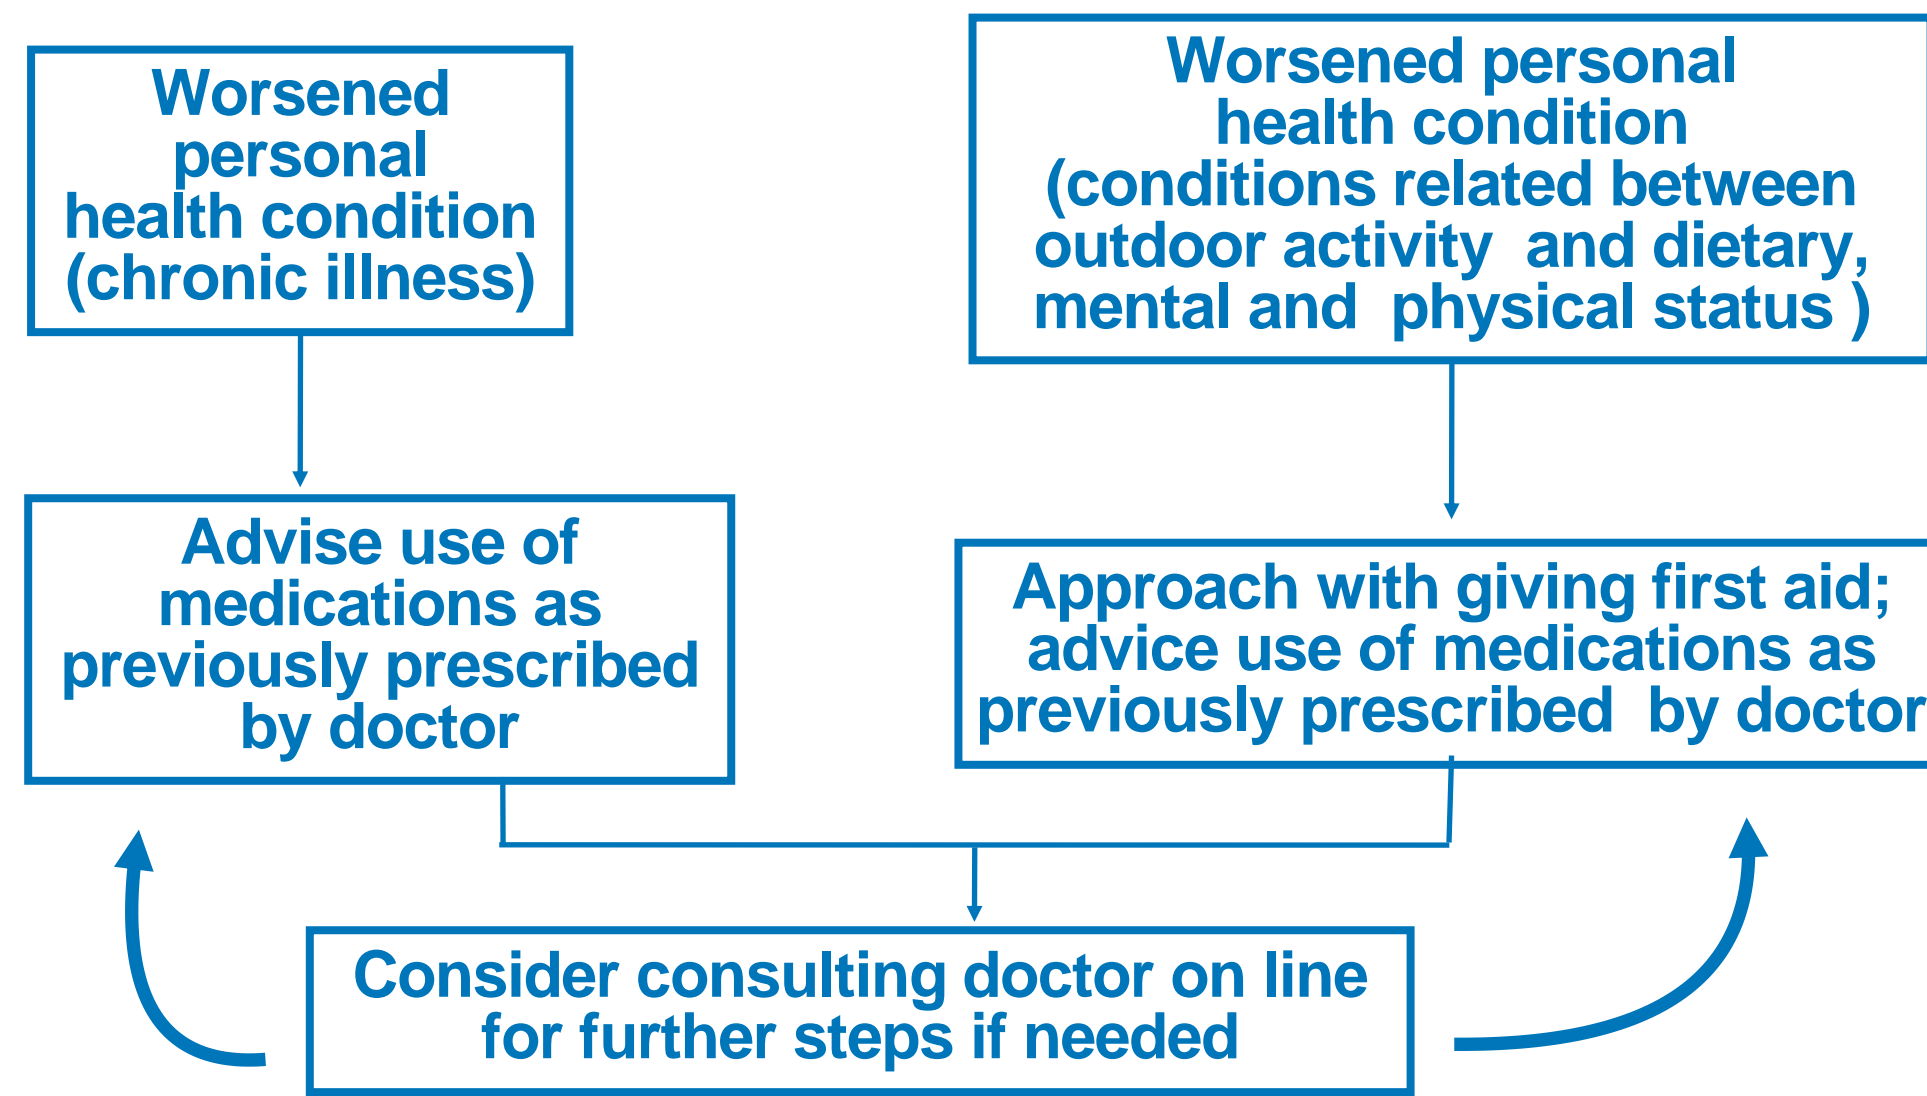 Worsened
personal
health condition
(chronic illness)
Worsened personal
health condition
(conditions related between
outdoor activity  and dietary,
mental and  physical status )
Advise use of
medications as
previously prescribed
by doctor
Approach with giving first aid;
advice use of medications as
previously prescribed  by doctor
Consider consulting doctor on line
for further steps if needed